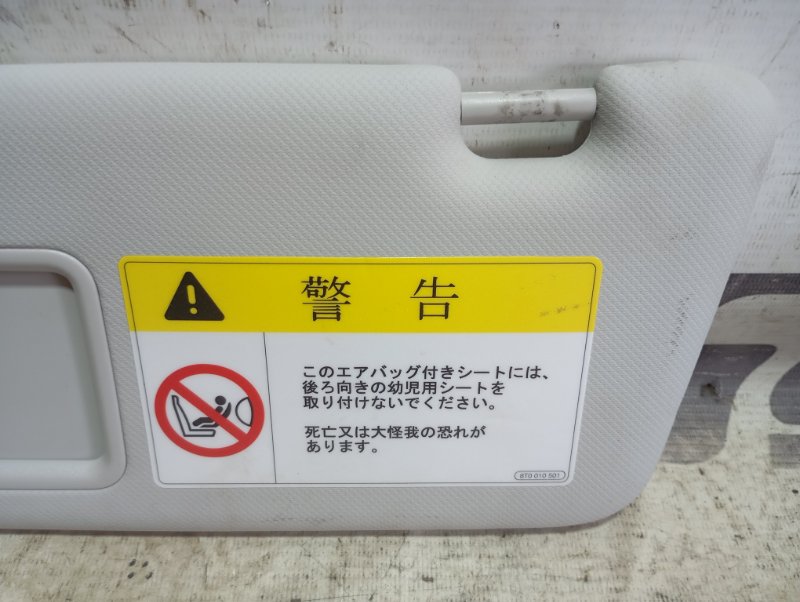 警告
このエアバッグ付きシートには、
後ろ向きの幼児用シートを
取り付けないでください。
死亡又は大怪我の恐れが
あります。
8T0 010 501